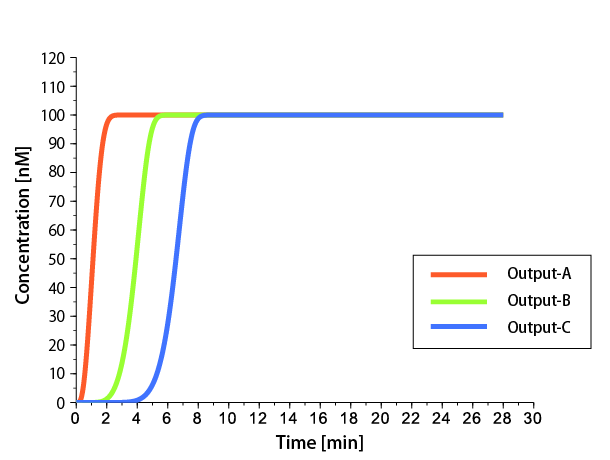 Concentration [nM]
120
110
100
90
80
70
60
50
40
30
20
10
0
0 2 4 6 8 10 12 14 16 18 20 22 24 26 28 30
Time [min]
Output-A
Output-B
Output-C